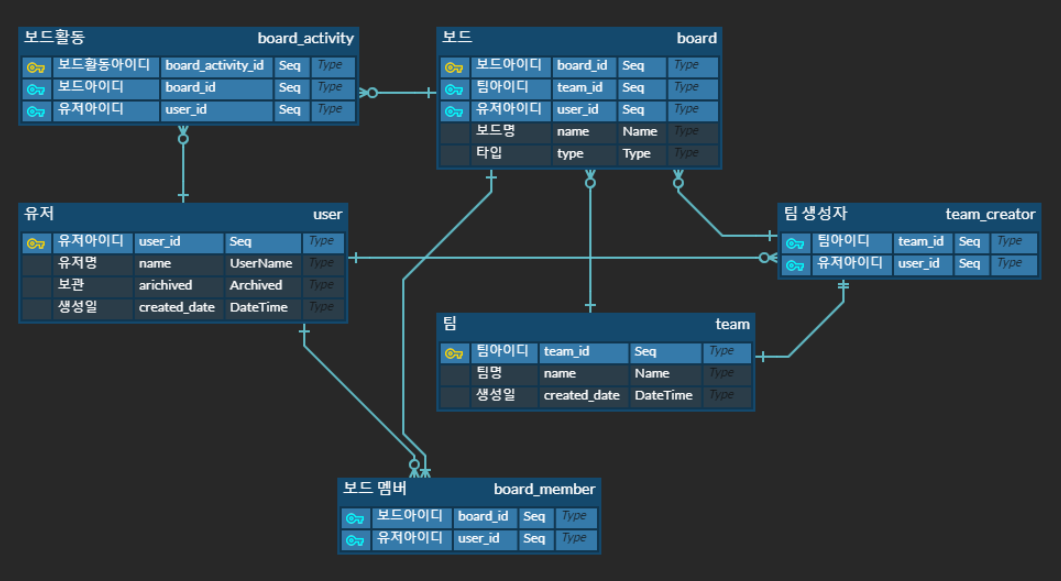 보드활동 board_activity
보드활동아이디 board_activity_id Seq Type
보드아이디 board_id Seq Type
유저아이디 user_id Seq Type
보드 board
보드아이디 board_id Seq Type
팀아이디 team_id Seq Type
유저아이디 user_id Seq Type
보드명 name Name Type
타입 type Type Type
유저 user
유저아이디 user_id Seq Type
유저명 name UserName Type
보관 arichived Archived Type
생성일 created_date DateTime Type
팀 생성자 team_creator
팀아이디 team_id Seq Type
유저아이디 user_id Seq Type
팀 team
팀아이디 team_id Seq Type
팀명 name Name Type
생성일 created_date DateTime Type
보드 멤버 board_member
보드아이디 board_id Seq Type
유저아이디 user_id Seq Type